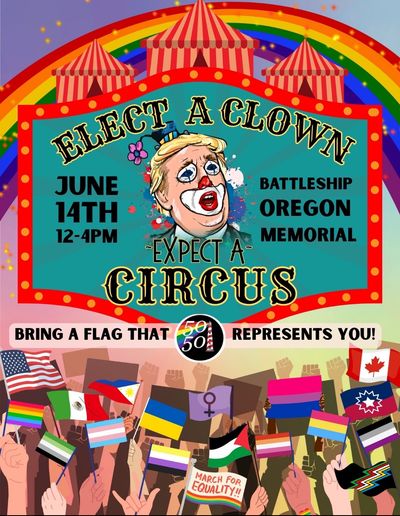 ELECT A CLOWN
JUNE
14TH
12-4PM
BATTLESHIP
OREGON
MEMORIAL
-EXPECT A-
CIRCUS
BRING A FLAG THAT
50
50
1
REPRESENTS YOU!
MARCH FOR
EQUALITY!!